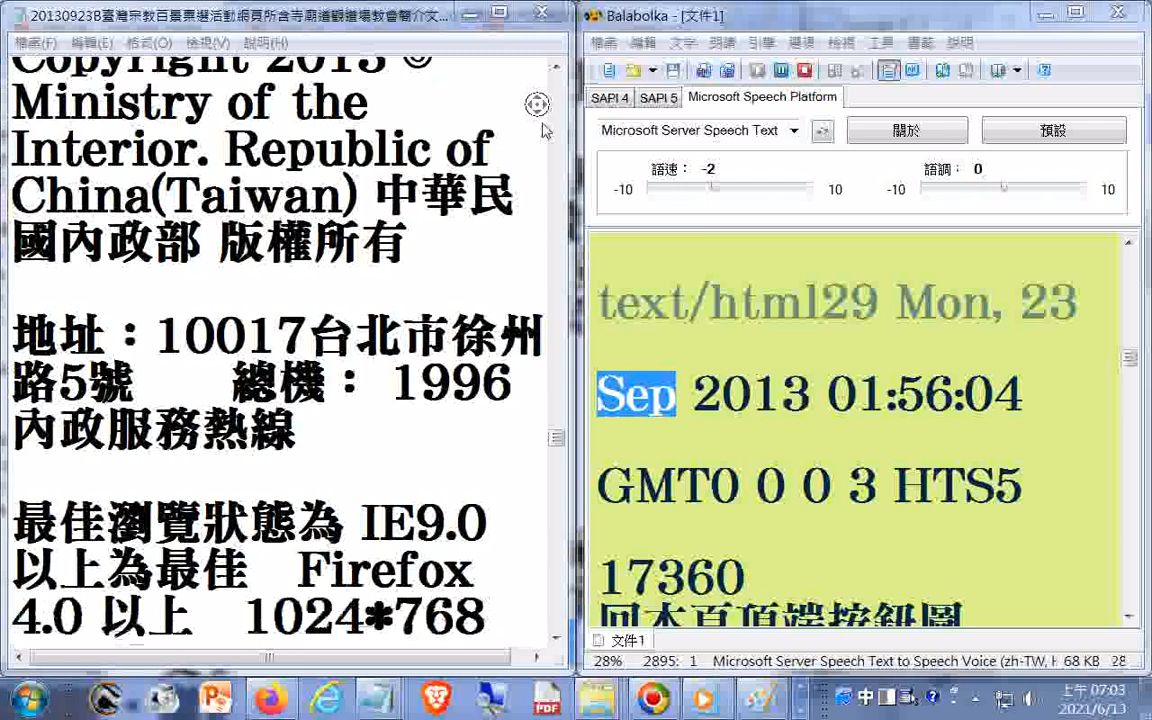 20130923B臺灣宗教百景票選活動網頁所含寺廟道觀道場教會簡介文...
檔案(F) 編輯(E) 格式(O) 檢視(V) 說明(H)
Copyright 2013 ©
Ministry of the
Interior. Republic of
China(Taiwan) 中華民
國內政部 版權所有
地址：10017台北市徐州
路5號 總機： 1996
內政服務熱線
最佳瀏覽狀態為 IE9.0
以上為最佳 Firefox
4.0 以上 1024*768
Balabolka - [文件1]
檔案 編輯 文字 朗讀 引擎 選項 檢視 工具 書籤 說明
SAPI 4 SAPI 5 Microsoft Speech Platform
Microsoft Server Speech Text 關於 預設
語速： -2 語調： 0
-10 10 -10 10
text/html29 Mon, 23
Sep 2013 01:56:04
GMT0 0 0 3 HTS5
17360
回本頁頂端按鈕圖
文件1
28% 2895: 1 Microsoft Server Speech Text to Speech Voice (zh-TW, H 68 KB 28
中
上午 07:03
2021/6/13